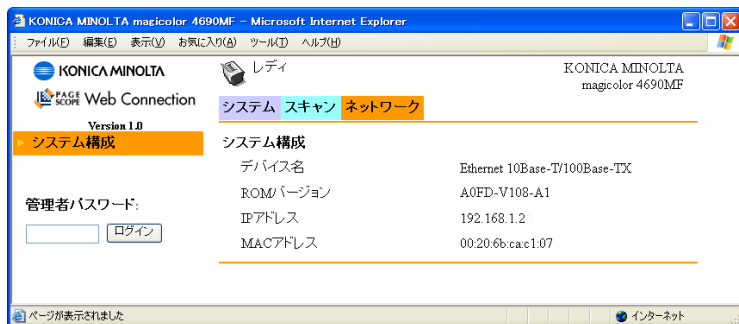 KONICA MINOLTA magicolor 4690MF - Microsoft Internet Explorer
ファイル(F) 編集(E) 表示(V) お気に入り(A) ツール(T) ヘルプ(H)
KONICA MINOLTA
レディ
KONICA MINOLTA
magicolor 4690MF
PAGE SCOPE Web Connection
Version 1.0
システム スキャン ネットワーク
システム構成
システム構成
デバイス名 Ethernet 10Base-T/100Base-TX
ROMバージョン A0FD-V108-A1
IPアドレス 192.168.1.2
MACアドレス 00:20:6b:ca:c1:07
管理者パスワード:
ログイン
ページが表示されました
インターネット